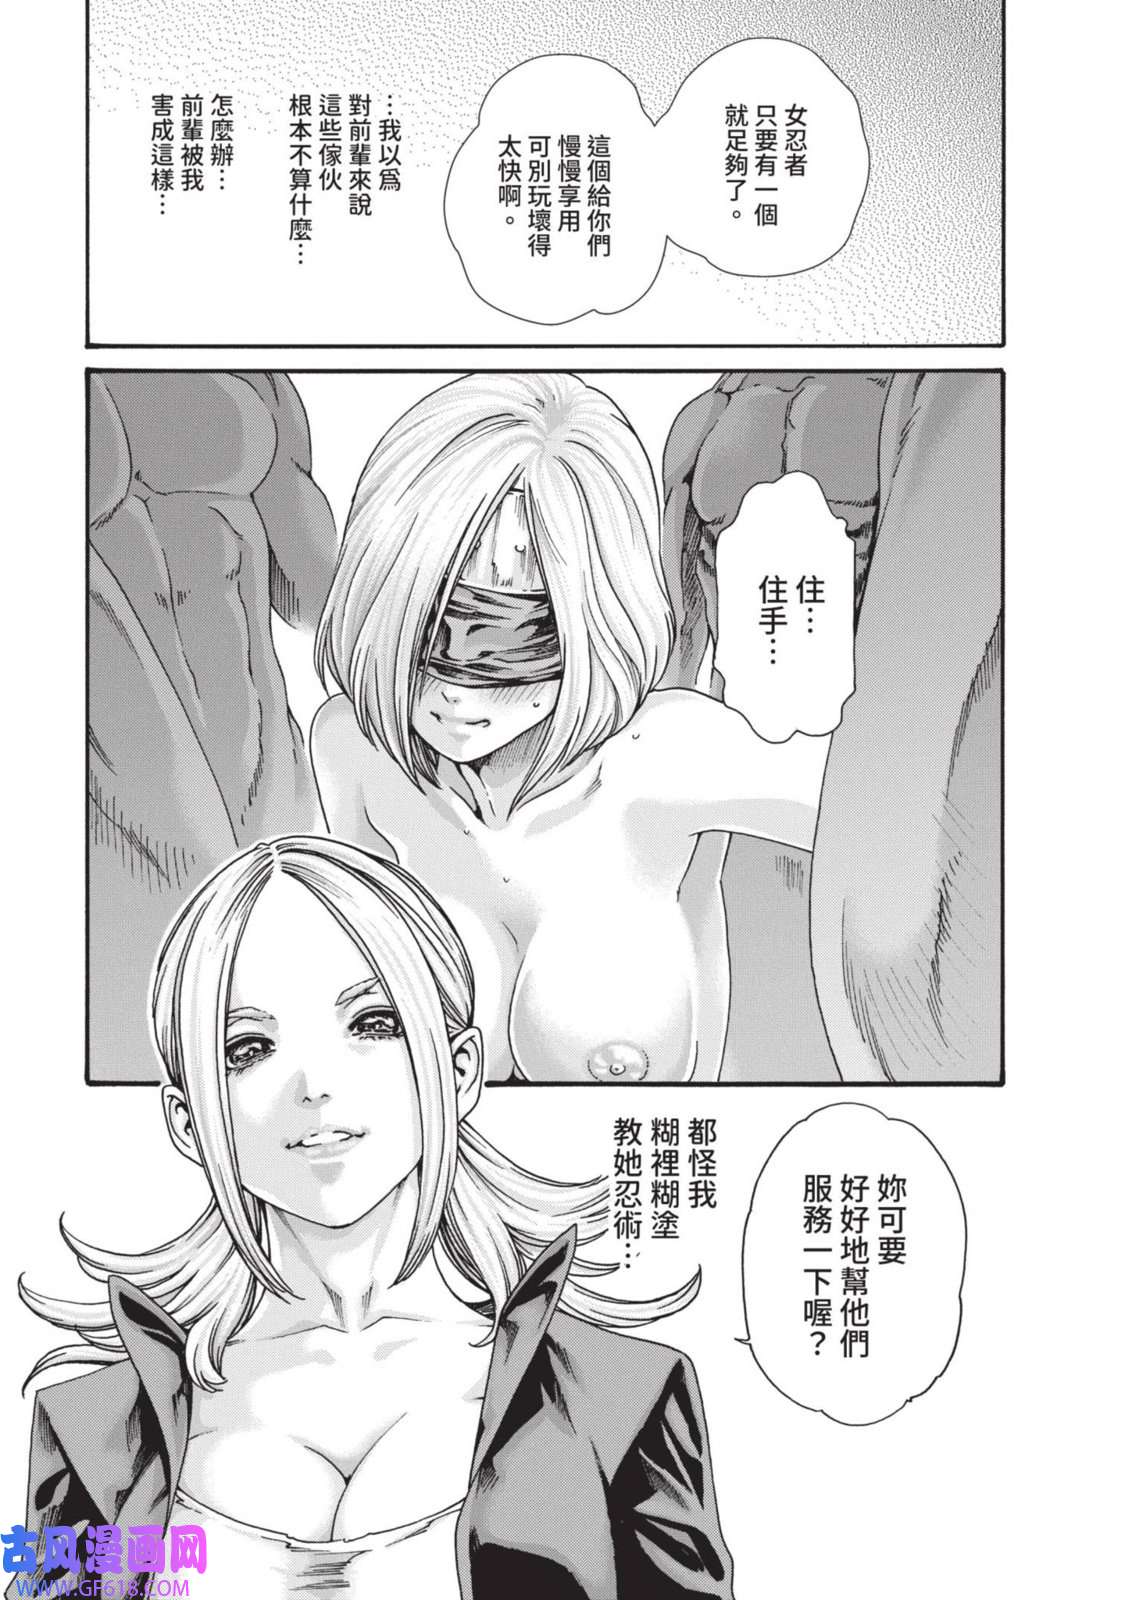 女忍者
只要有一個
就足夠了。
這個給你們
慢慢享用
可別玩壞得
太快啊。
…我以爲
對前輩來說
這些傢伙
根本不算什麼…
怎麼辦…
前輩被我
害成這樣…
住…
住手…
妳可要
好好地幫他們
服務一下喔？
都怪我
糊裡糊塗
教她忍術…
古风漫画网
WWW.GF618.COM